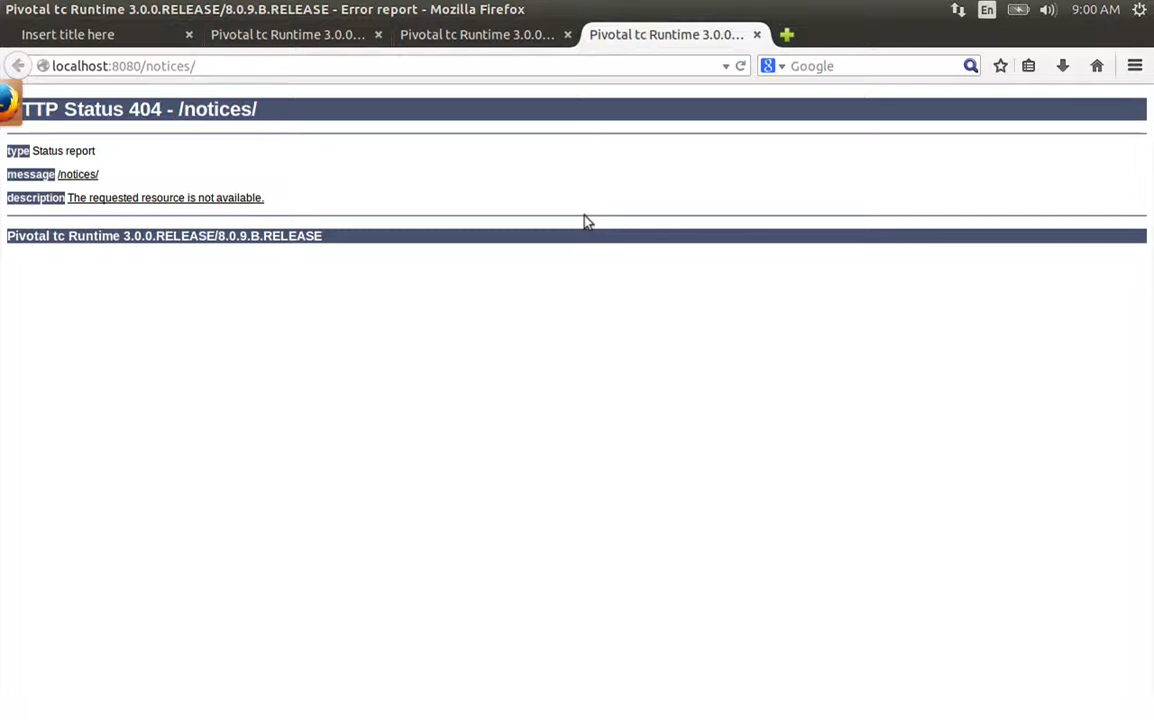 Pivotal tc Runtime 3.0.0.RELEASE/8.0.9.B.RELEASE - Error report - Mozilla Firefox
En
9:00 AM
Insert title here
Pivotal tc Runtime 3.0.0....
Pivotal tc Runtime 3.0.0....
Pivotal tc Runtime 3.0.0....
localhost:8080/notices/
Google
TTP Status 404 - /notices/
type Status report
message /notices/
description The requested resource is not available.
Pivotal tc Runtime 3.0.0.RELEASE/8.0.9.B.RELEASE